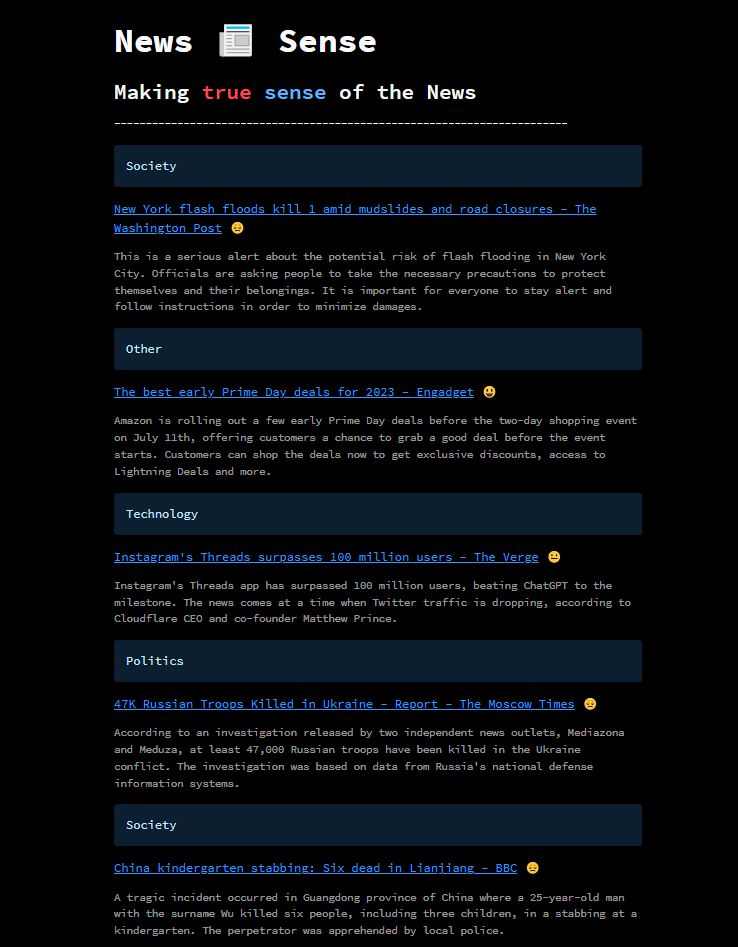 News 📰 Sense
Making true sense of the News
------------------------------------------------------------------------
Society
New York flash floods kill 1 amid mudslides and road closures - The
Washington Post 😞
This is a serious alert about the potential risk of flash flooding in New York
City. Officials are asking people to take the necessary precautions to protect
themselves and their belongings. It is important for everyone to stay alert and
follow instructions in order to minimize damages.
Other
The best early Prime Day deals for 2023 - Engadget 😃
Amazon is rolling out a few early Prime Day deals before the two-day shopping event
on July 11th, offering customers a chance to grab a good deal before the event
starts. Customers can shop the deals now to get exclusive discounts, access to
Lightning Deals and more.
Technology
Instagram's Threads surpasses 100 million users - The Verge 😐
Instagram's Threads app has surpassed 100 million users, beating ChatGPT to the
milestone. The news comes at a time when Twitter traffic is dropping, according to
Cloudflare CEO and co-founder Matthew Prince.
Politics
47K Russian Troops Killed in Ukraine - Report - The Moscow Times 😞
According to an investigation released by two independent news outlets, Mediazona
and Meduza, at least 47,000 Russian troops have been killed in the Ukraine
conflict. The investigation was based on data from Russia's national defense
information systems.
Society
China kindergarten stabbing: Six dead in Lianjiang - BBC 😞
A tragic incident occurred in Guangdong province of China where a 25-year-old man
with the surname Wu killed six people, including three children, in a stabbing at a
kindergarten. The perpetrator was apprehended by local police.